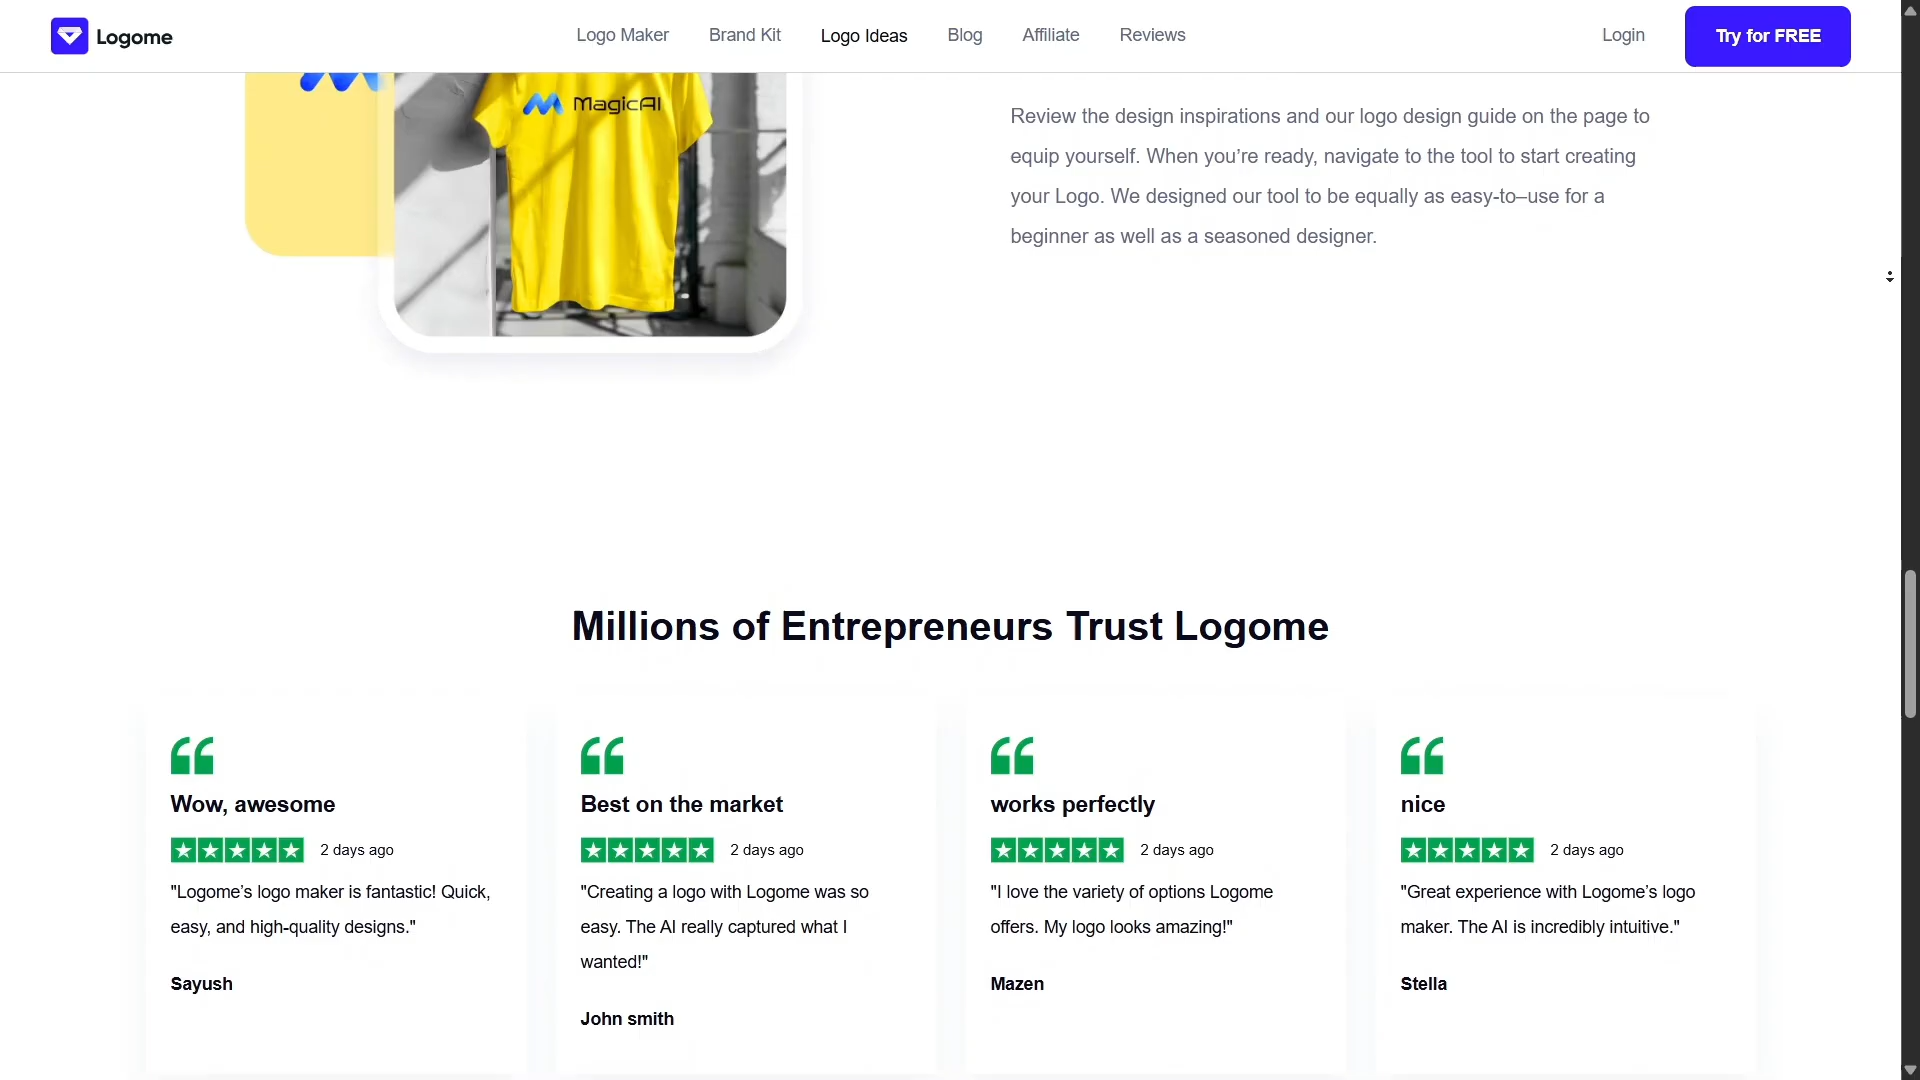 Logome
Logo Maker Brand Kit Logo Ideas Blog Affiliate Reviews
Login Try for FREE
MagicAI
Review the design inspirations and our logo design guide on the page to
equip yourself. When you’re ready, navigate to the tool to start creating
your Logo. We designed our tool to be equally as easy-to–use for a
beginner as well as a seasoned designer.
Millions of Entrepreneurs Trust Logome
Wow, awesome
2 days ago
"Logome’s logo maker is fantastic! Quick,
easy, and high-quality designs."
Sayush
Best on the market
2 days ago
"Creating a logo with Logome was so
easy. The AI really captured what I
wanted!"
John smith
works perfectly
2 days ago
"I love the variety of options Logome
offers. My logo looks amazing!"
Mazen
nice
2 days ago
"Great experience with Logome’s logo
maker. The AI is incredibly intuitive."
Stella